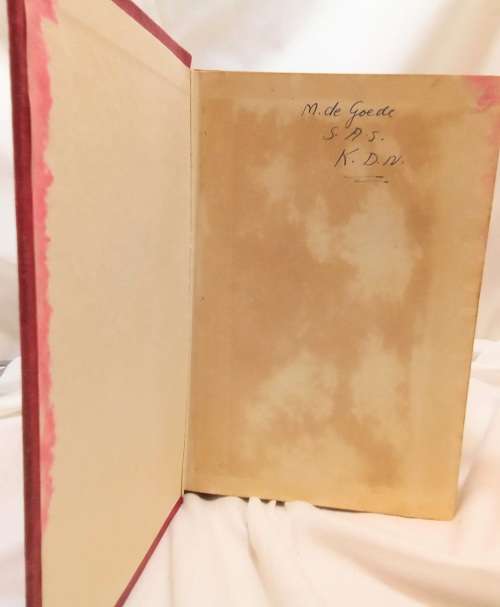 M. de Goede
S. A. S.
K. D. N.